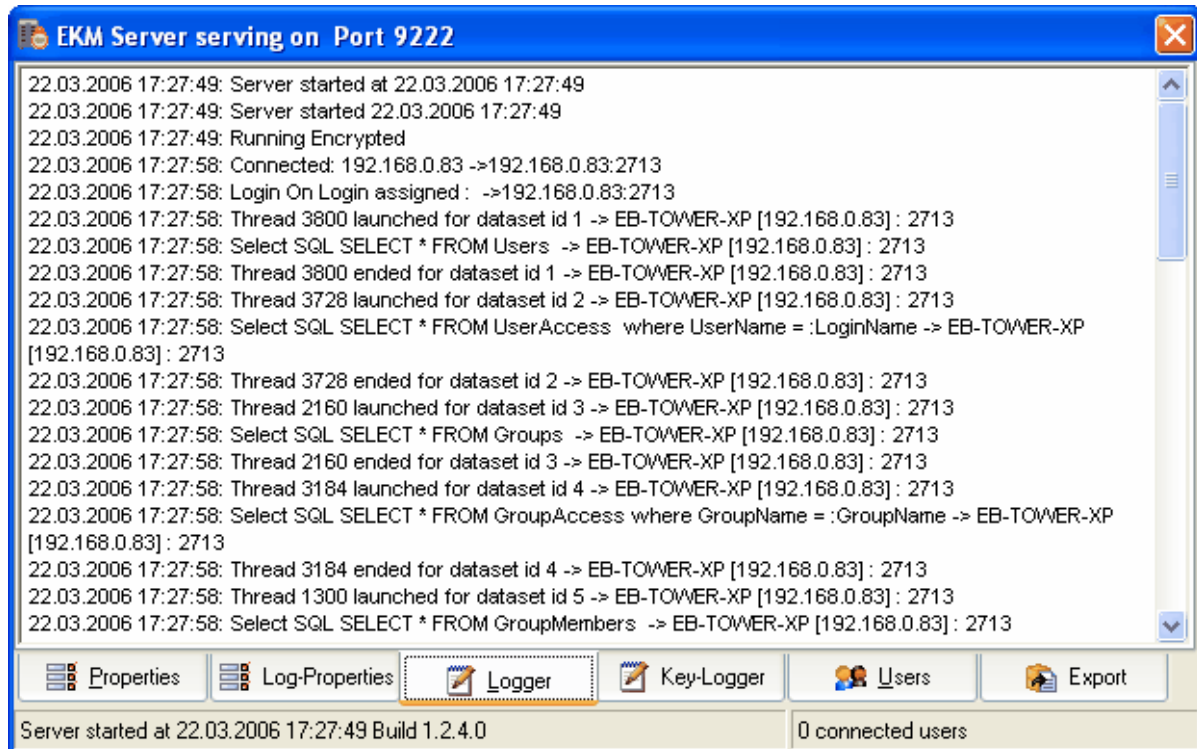 EKM Server serving on Port 9222
22.03.2006 17:27:49: Server started at 22.03.2006 17:27:49
22.03.2006 17:27:49: Server started 22.03.2006 17:27:49
22.03.2006 17:27:49: Running Encrypted
22.03.2006 17:27:58: Connected: 192.168.0.83 ->192.168.0.83:2713
22.03.2006 17:27:58: Login On Login assigned :  ->192.168.0.83:2713
22.03.2006 17:27:58: Thread 3800 launched for dataset id 1 -> EB-TOWER-XP [192.168.0.83] : 2713
22.03.2006 17:27:58: Select SQL SELECT * FROM Users  -> EB-TOWER-XP [192.168.0.83] : 2713
22.03.2006 17:27:58: Thread 3800 ended for dataset id 1 -> EB-TOWER-XP [192.168.0.83] : 2713
22.03.2006 17:27:58: Thread 3728 launched for dataset id 2 -> EB-TOWER-XP [192.168.0.83] : 2713
22.03.2006 17:27:58: Select SQL SELECT * FROM UserAccess  where UserName = :LoginName -> EB-TOWER-XP
[192.168.0.83] : 2713
22.03.2006 17:27:58: Thread 3728 ended for dataset id 2 -> EB-TOWER-XP [192.168.0.83] : 2713
22.03.2006 17:27:58: Thread 2160 launched for dataset id 3 -> EB-TOWER-XP [192.168.0.83] : 2713
22.03.2006 17:27:58: Select SQL SELECT * FROM Groups  -> EB-TOWER-XP [192.168.0.83] : 2713
22.03.2006 17:27:58: Thread 2160 ended for dataset id 3 -> EB-TOWER-XP [192.168.0.83] : 2713
22.03.2006 17:27:58: Thread 3184 launched for dataset id 4 -> EB-TOWER-XP [192.168.0.83] : 2713
22.03.2006 17:27:58: Select SQL SELECT * FROM GroupAccess where GroupName = :GroupName -> EB-TOWER-XP
[192.168.0.83] : 2713
22.03.2006 17:27:58: Thread 3184 ended for dataset id 4 -> EB-TOWER-XP [192.168.0.83] : 2713
22.03.2006 17:27:58: Thread 1300 launched for dataset id 5 -> EB-TOWER-XP [192.168.0.83] : 2713
22.03.2006 17:27:58: Select SQL SELECT * FROM GroupMembers  -> EB-TOWER-XP [192.168.0.83] : 2713
Properties Log-Properties Logger Key-Logger Users Export
Server started at 22.03.2006 17:27:49 Build 1.2.4.0 0 connected users